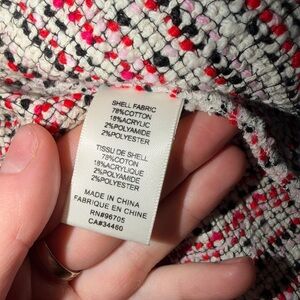 SHELL FABRIC
78%COTTON
18%ACRYLIC
2%POLYAMIDE
2%POLYESTER
TISSU DE SHELL
78%COTON
18%ACRYLIQUE
2%POLYAMIDE
2%POLYESTER
MADE IN CHINA
FABRIQUE EN CHINE
RN#96705
CA#34460